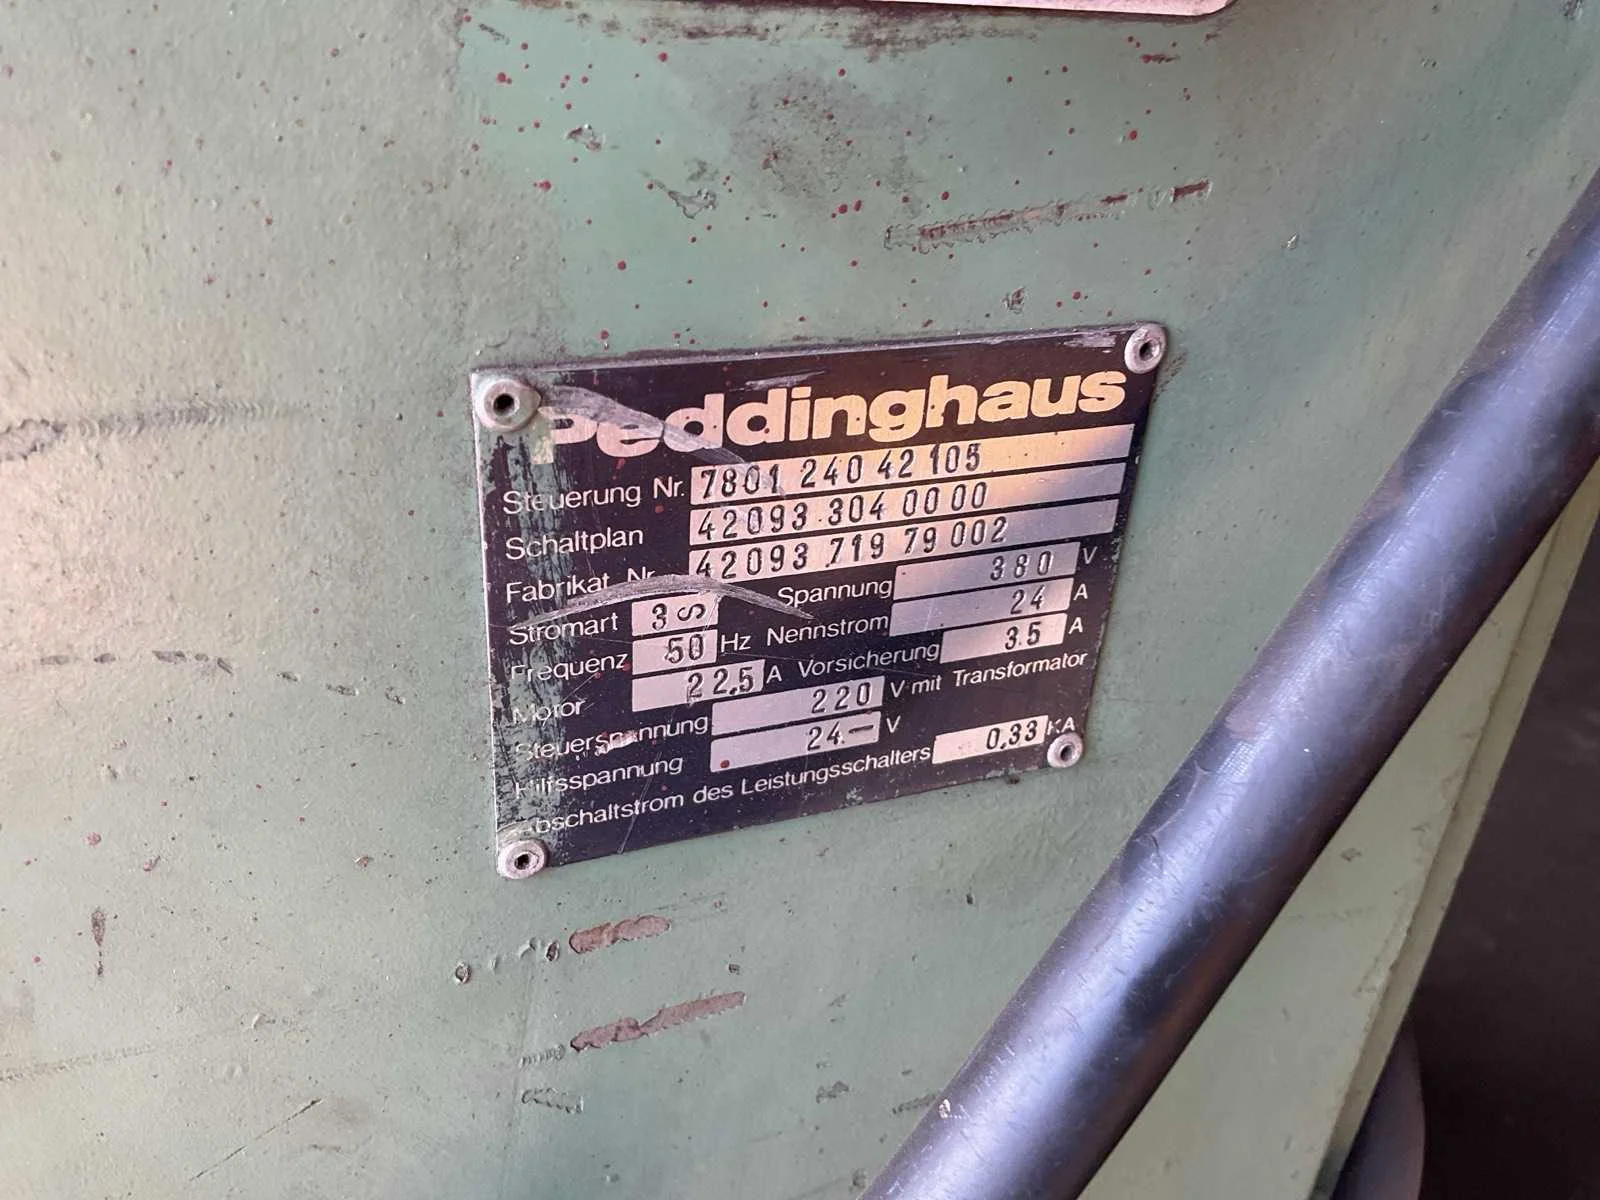 Peddinghaus
Steuerung Nr. 7801 240 42 105
Schaltplan 42093 304 00 00
Fabrikat Nr. 42093 719 79 002
Stromart 3 ∿ Spannung 380 V
Frequenz 50 Hz Nennstrom 24 A
Motor 22,5 A Vorsicherung 35 A
Steuerspannung 220 V mit Transformator
Hilfsspannung 24.— V
Abschaltstrom des Leistungsschalters 0,33 KA